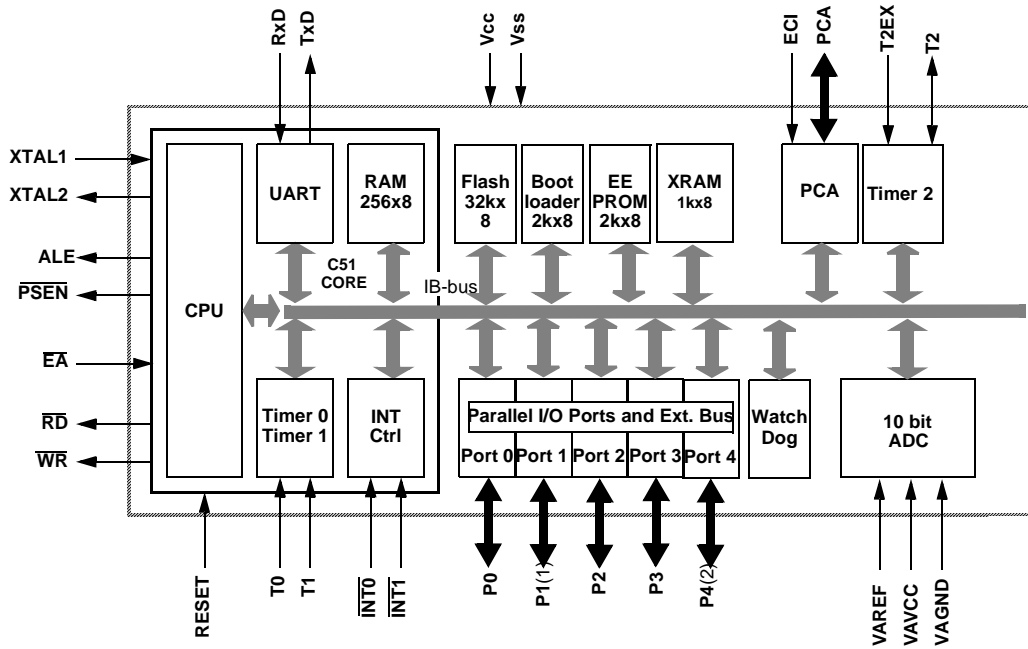 RxD
TxD
Vcc
Vss
ECI
PCA
T2EX
T2
XTAL1
XTAL2
ALE
PSEN
EA
RD
WR
CPU
UART
RAM
256x8
C51
CORE
IB-bus
Flash
32kx
8
Boot
loader
2kx8
EE
PROM
2kx8
XRAM
1kx8
PCA
Timer 2
Timer 0
Timer 1
INT
Ctrl
Parallel I/O Ports and Ext. Bus
Port 0
Port 1
Port 2
Port 3
Port 4
Watch
Dog
10 bit
ADC
RESET
T0
T1
INT0
INT1
P0
P1(1)
P2
P3
P4(2)
VAREF
VAVCC
VAGND